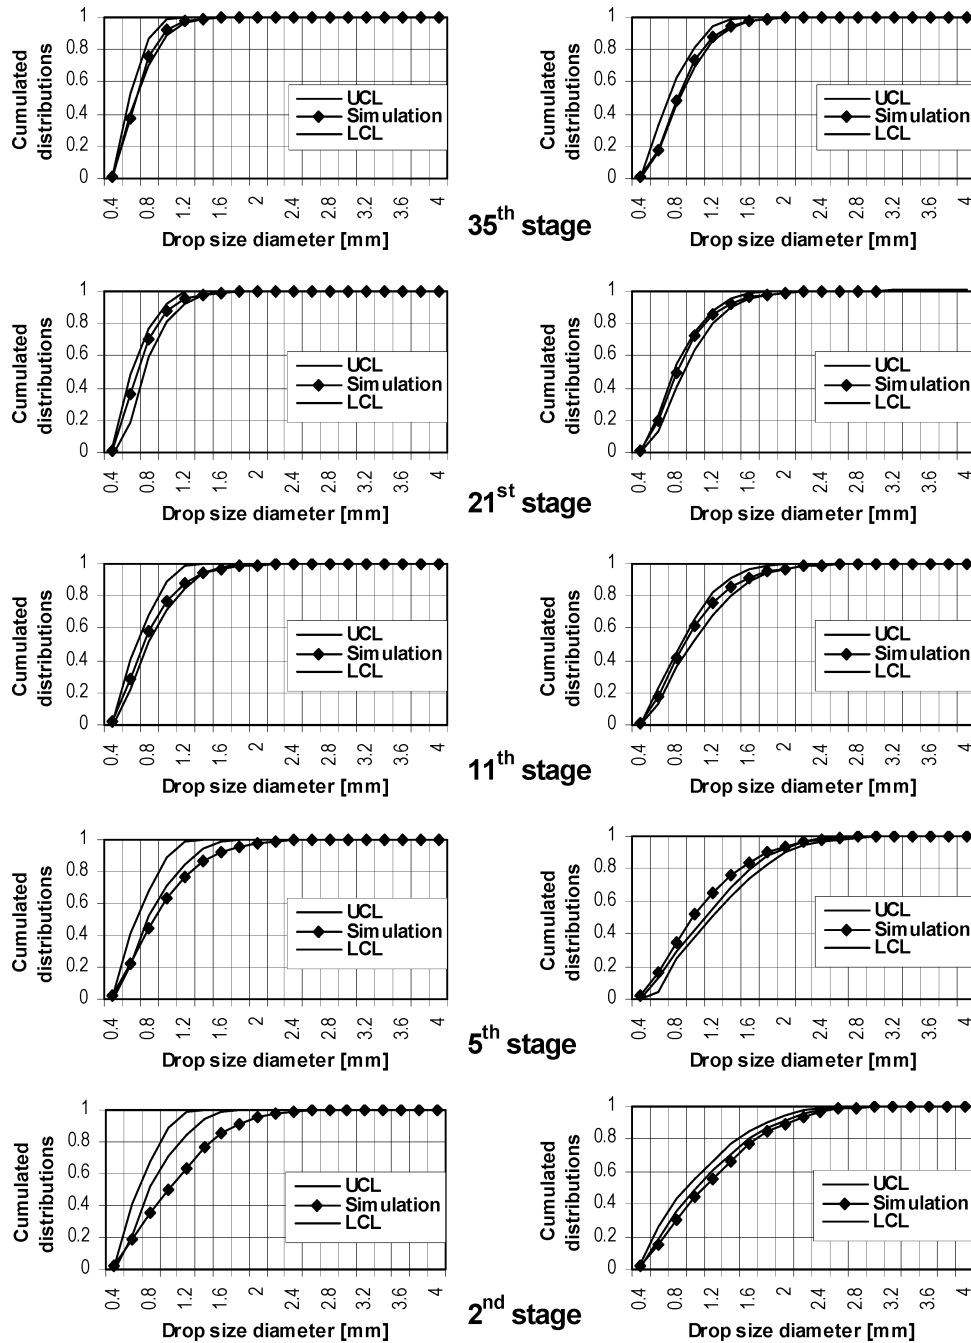 Cumulated distributions
1
0.8
0.6
0.4
0.2
0
UCL
Simulation
LCL
0.4 0.8 1.2 1.6 2 2.4 2.8 3.2 3.6 4
Drop size diameter [mm]
Cumulated distributions
1
0.8
0.6
0.4
0.2
0
UCL
Simulation
LCL
0.4 0.8 1.2 1.6 2 2.4 2.8 3.2 3.6 4
Drop size diameter [mm]
35th stage
Cumulated distributions
1
0.8
0.6
0.4
0.2
0
UCL
Simulation
LCL
0.4 0.8 1.2 1.6 2 2.4 2.8 3.2 3.6 4
Drop size diameter [mm]
Cumulated distributions
1
0.8
0.6
0.4
0.2
0
UCL
Simulation
LCL
0.4 0.8 1.2 1.6 2 2.4 2.8 3.2 3.6 4
Drop size diameter [mm]
21st stage
Cumulated distributions
1
0.8
0.6
0.4
0.2
0
UCL
Simulation
LCL
0.4 0.8 1.2 1.6 2 2.4 2.8 3.2 3.6 4
Drop size diameter [mm]
Cumulated distributions
1
0.8
0.6
0.4
0.2
0
UCL
Simulation
LCL
0.4 0.8 1.2 1.6 2 2.4 2.8 3.2 3.6 4
Drop size diameter [mm]
11th stage
Cumulated distributions
1
0.8
0.6
0.4
0.2
0
UCL
Simulation
LCL
0.4 0.8 1.2 1.6 2 2.4 2.8 3.2 3.6 4
Drop size diameter [mm]
Cumulated distributions
1
0.8
0.6
0.4
0.2
0
UCL
Simulation
LCL
0.4 0.8 1.2 1.6 2 2.4 2.8 3.2 3.6 4
Drop size diameter [mm]
5th stage
Cumulated distributions
1
0.8
0.6
0.4
0.2
0
UCL
Simulation
LCL
0.4 0.8 1.2 1.6 2 2.4 2.8 3.2 3.6 4
Drop size diameter [mm]
Cumulated distributions
1
0.8
0.6
0.4
0.2
0
UCL
Simulation
LCL
0.4 0.8 1.2 1.6 2 2.4 2.8 3.2 3.6 4
Drop size diameter [mm]
2nd stage